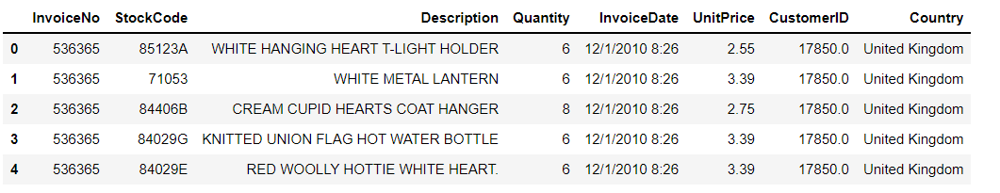 InvoiceNo StockCode Description Quantity InvoiceDate UnitPrice CustomerID Country
0 536365 85123A WHITE HANGING HEART T-LIGHT HOLDER 6 12/1/2010 8:26 2.55 17850.0 United Kingdom
1 536365 71053 WHITE METAL LANTERN 6 12/1/2010 8:26 3.39 17850.0 United Kingdom
2 536365 84406B CREAM CUPID HEARTS COAT HANGER 8 12/1/2010 8:26 2.75 17850.0 United Kingdom
3 536365 84029G KNITTED UNION FLAG HOT WATER BOTTLE 6 12/1/2010 8:26 3.39 17850.0 United Kingdom
4 536365 84029E RED WOOLLY HOTTIE WHITE HEART. 6 12/1/2010 8:26 3.39 17850.0 United Kingdom